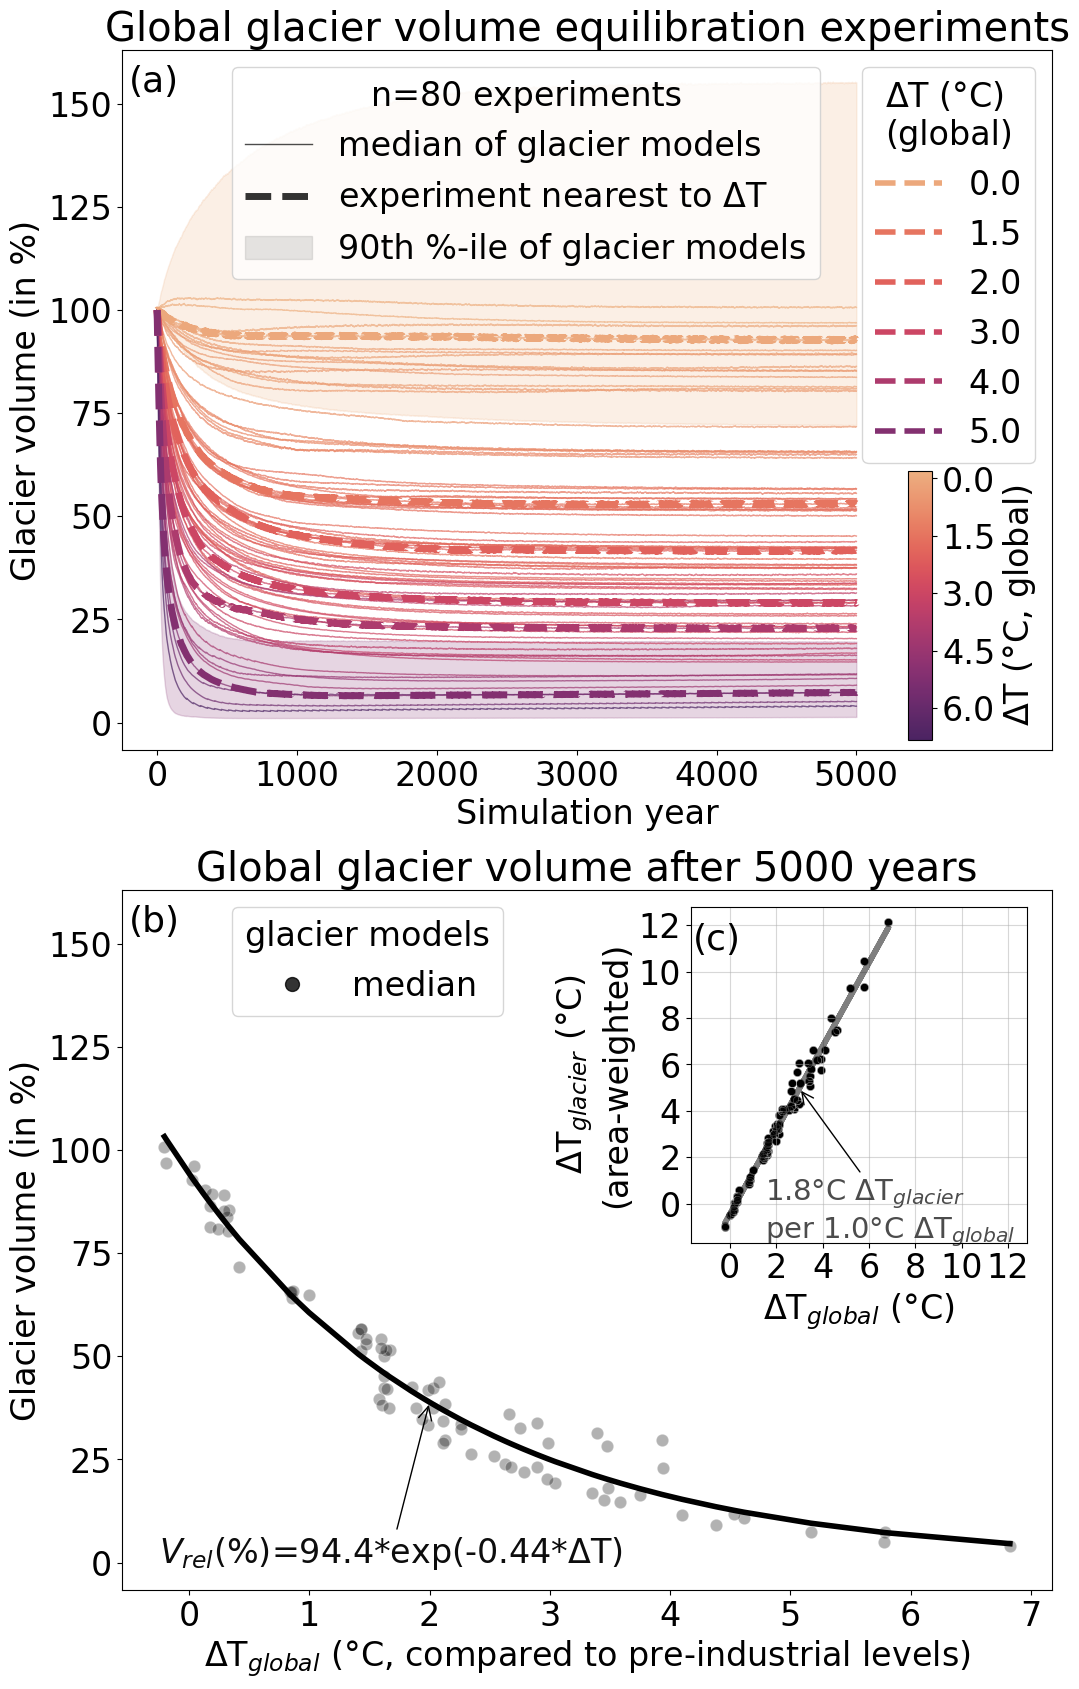 Global glacier volume equilibration experiments
(a)
n=80 experiments
median of glacier models
experiment nearest to ΔT
90th %-ile of glacier models
ΔT (°C)
(global)
0.0
1.5
2.0
3.0
4.0
5.0
0.0
1.5
3.0
4.5
6.0
ΔT (°C, global)
Glacier volume (in %)
150
125
100
75
50
25
0
0 1000 2000 3000 4000 5000
Simulation year
Global glacier volume after 5000 years
(b)
glacier models
median
Glacier volume (in %)
150
125
100
75
50
25
0
V_rel(%)=94.4*exp(-0.44*ΔT)
0 1 2 3 4 5 6 7
ΔT_global (°C, compared to pre-industrial levels)
(c)
ΔT_glacier (°C)
(area-weighted)
12
10
8
6
4
2
0
1.8°C ΔT_glacier
per 1.0°C ΔT_global
0 2 4 6 8 10 12
ΔT_global (°C)